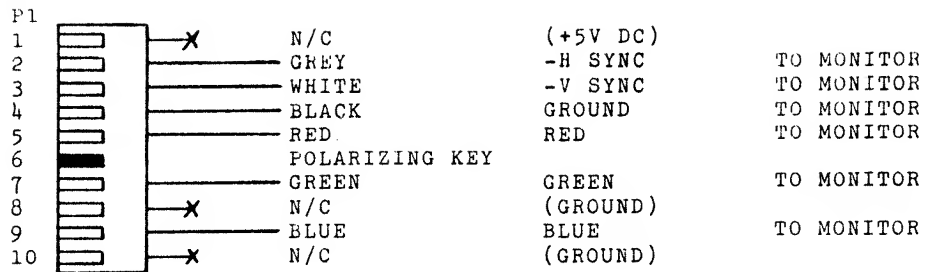 P1
1 N/C (+5V DC)
2 GREY -H SYNC TO MONITOR
3 WHITE -V SYNC TO MONITOR
4 BLACK GROUND TO MONITOR
5 RED RED TO MONITOR
6 POLARIZING KEY
7 GREEN GREEN TO MONITOR
8 N/C (GROUND)
9 BLUE BLUE TO MONITOR
10 N/C (GROUND)